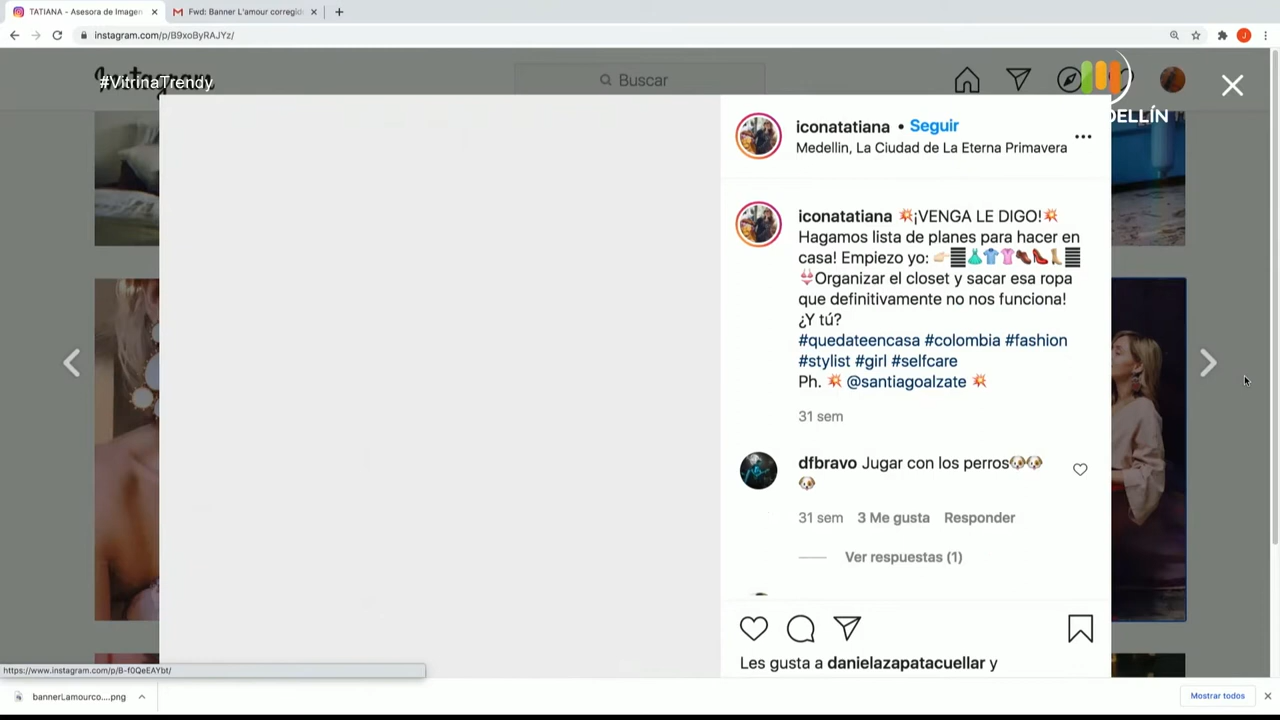 TATIANA - Asesora de Imagen
Fwd: Banner L'amour corregid
instagram.com/p/B9xoByRAJYz/
J
Instagram
#VitrinaTrendy
Buscar
DELLÍN
iconatatiana • Seguir
Medellin, La Ciudad de La Eterna Primavera
iconatatiana 💥¡VENGA LE DIGO!💥
Hagamos lista de planes para hacer en
casa! Empiezo yo: 👉🏻
👙Organizar el closet y sacar esa ropa
que definitivamente no nos funciona!
¿Y tú?
#quedateencasa #colombia #fashion
#stylist #girl #selfcare
Ph. 💥 @santiagoalzate 💥
31 sem
dfbravo Jugar con los perros🐶🐶
🐶
31 sem 3 Me gusta Responder
Ver respuestas (1)
Les gusta a danielazapatacuellar y
https://www.instagram.com/p/B-f0QeEAYbt/
bannerLamourco....png
Mostrar todos